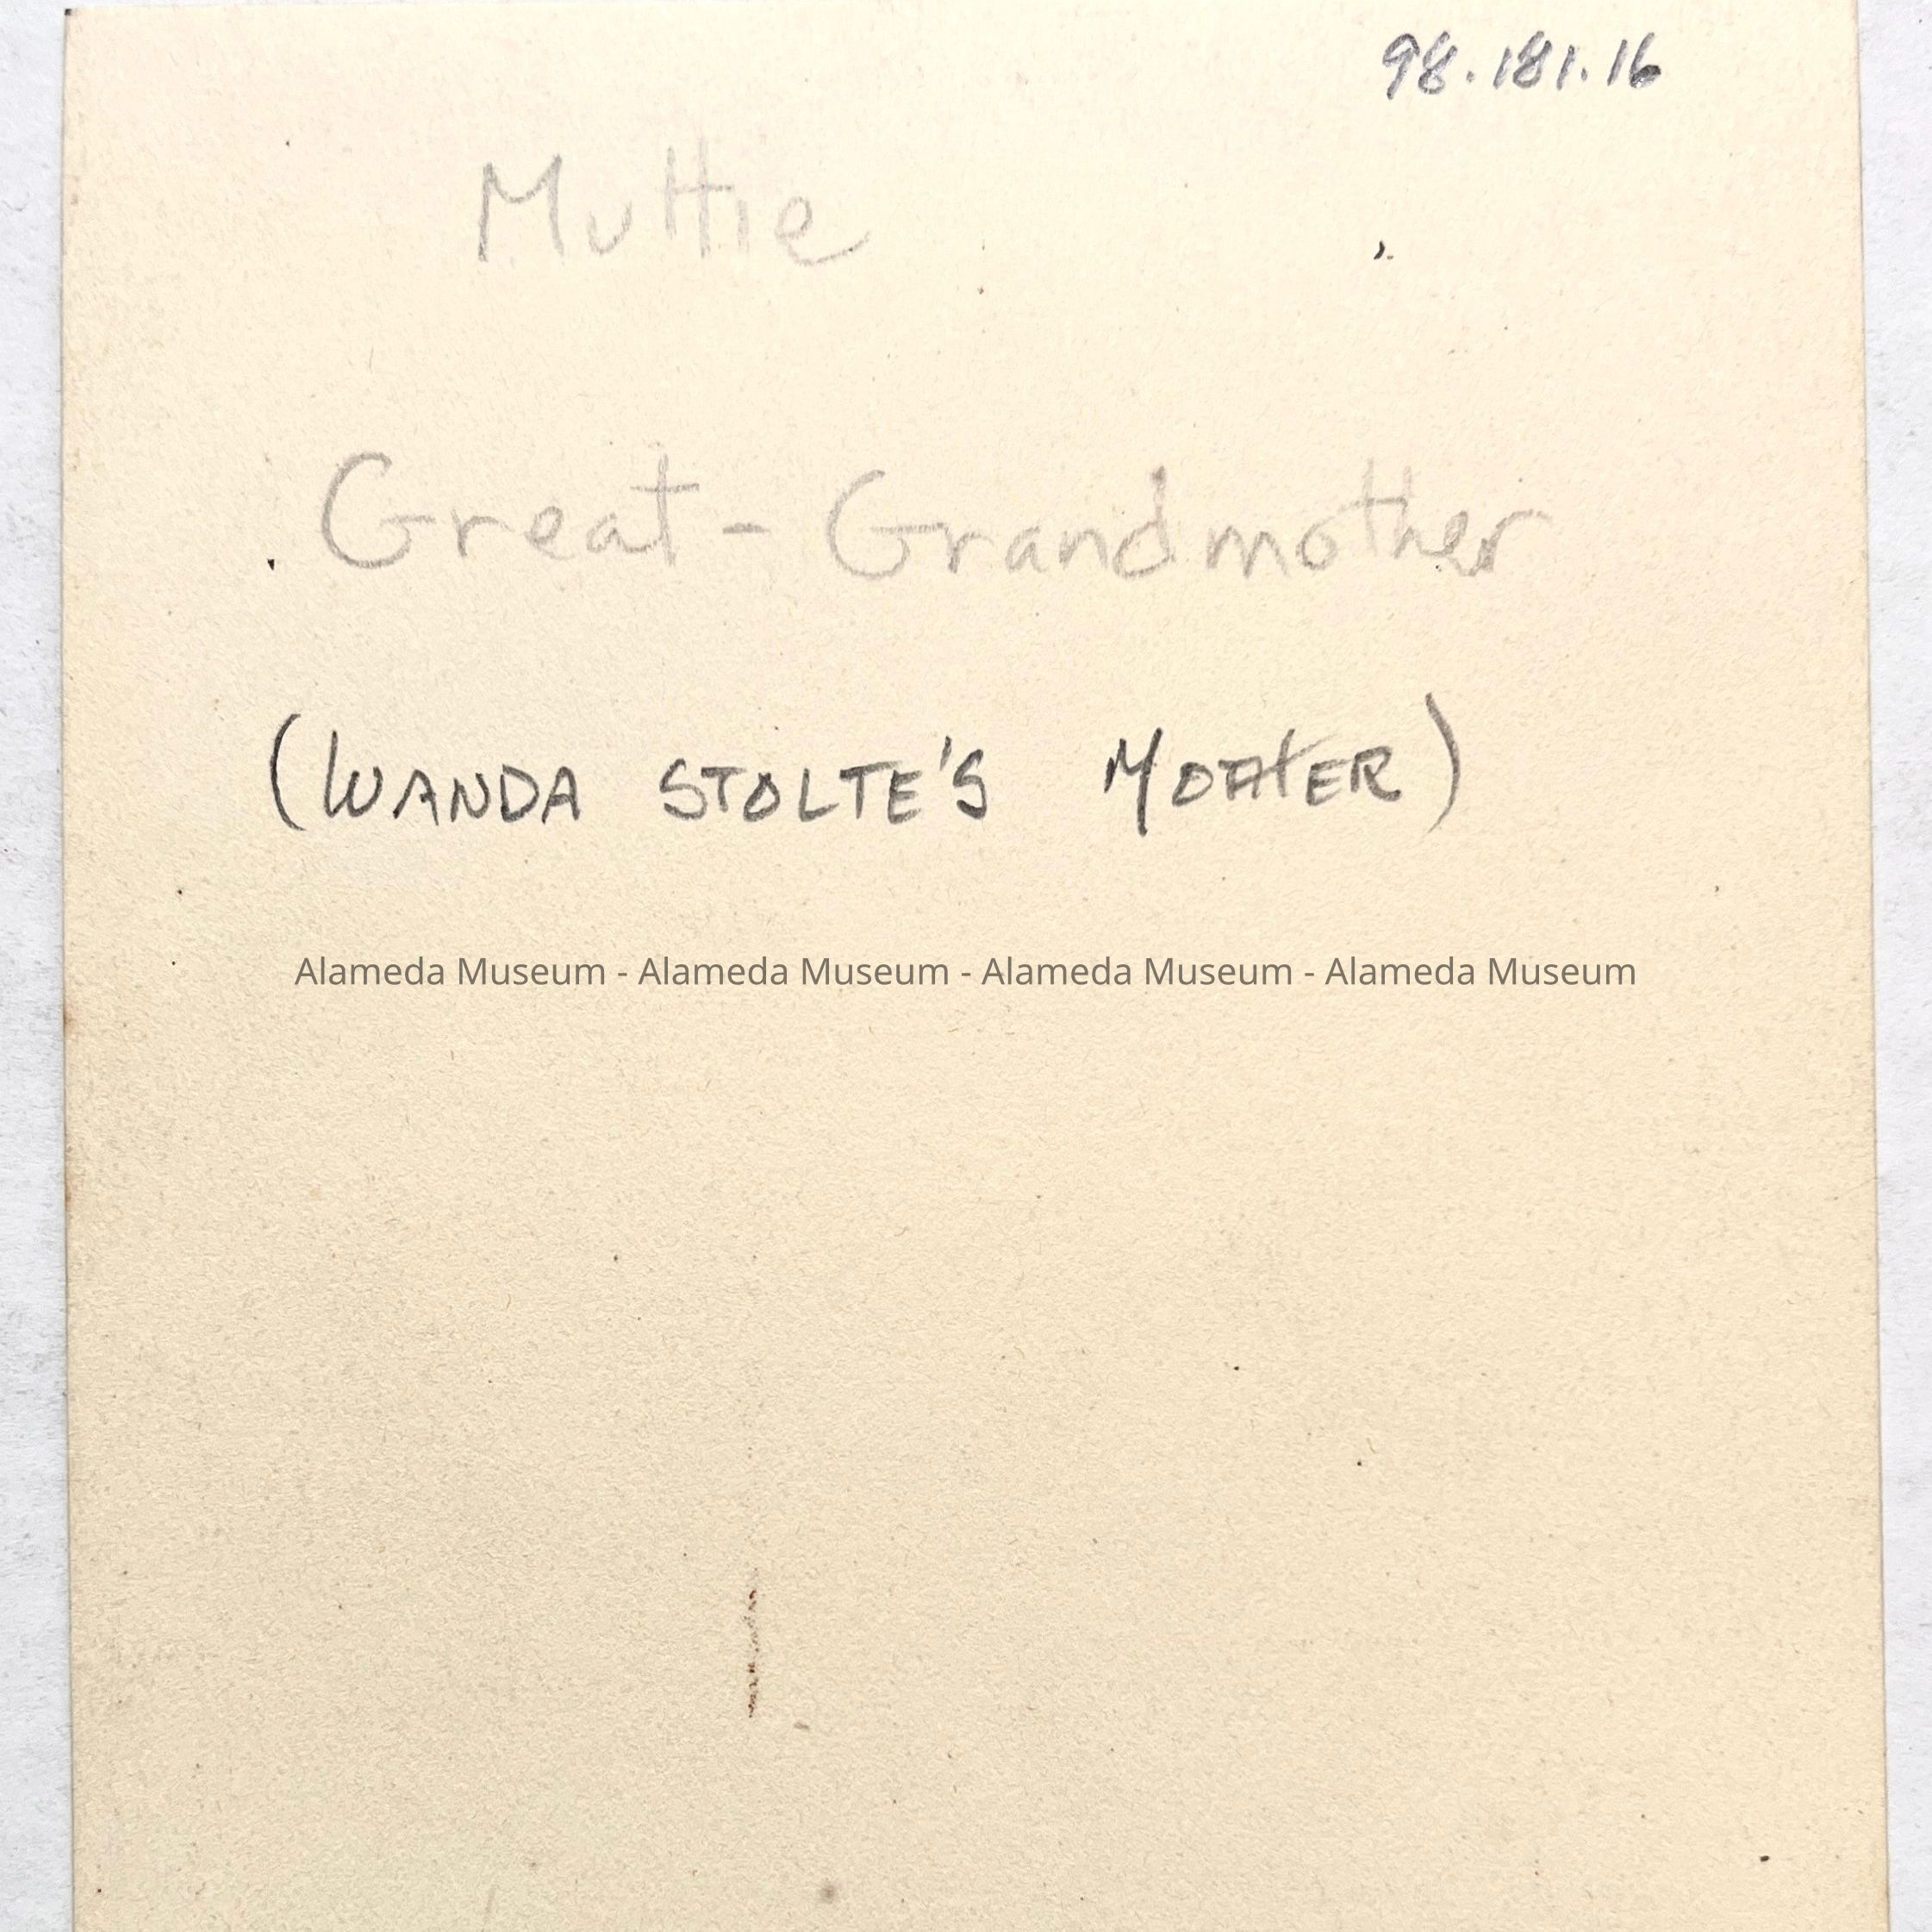 98.181.16
Muttie
Great-Grandmother
(WANDA STOLTE'S MOTHER)
Alameda Museum - Alameda Museum - Alameda Museum - Alameda Museum